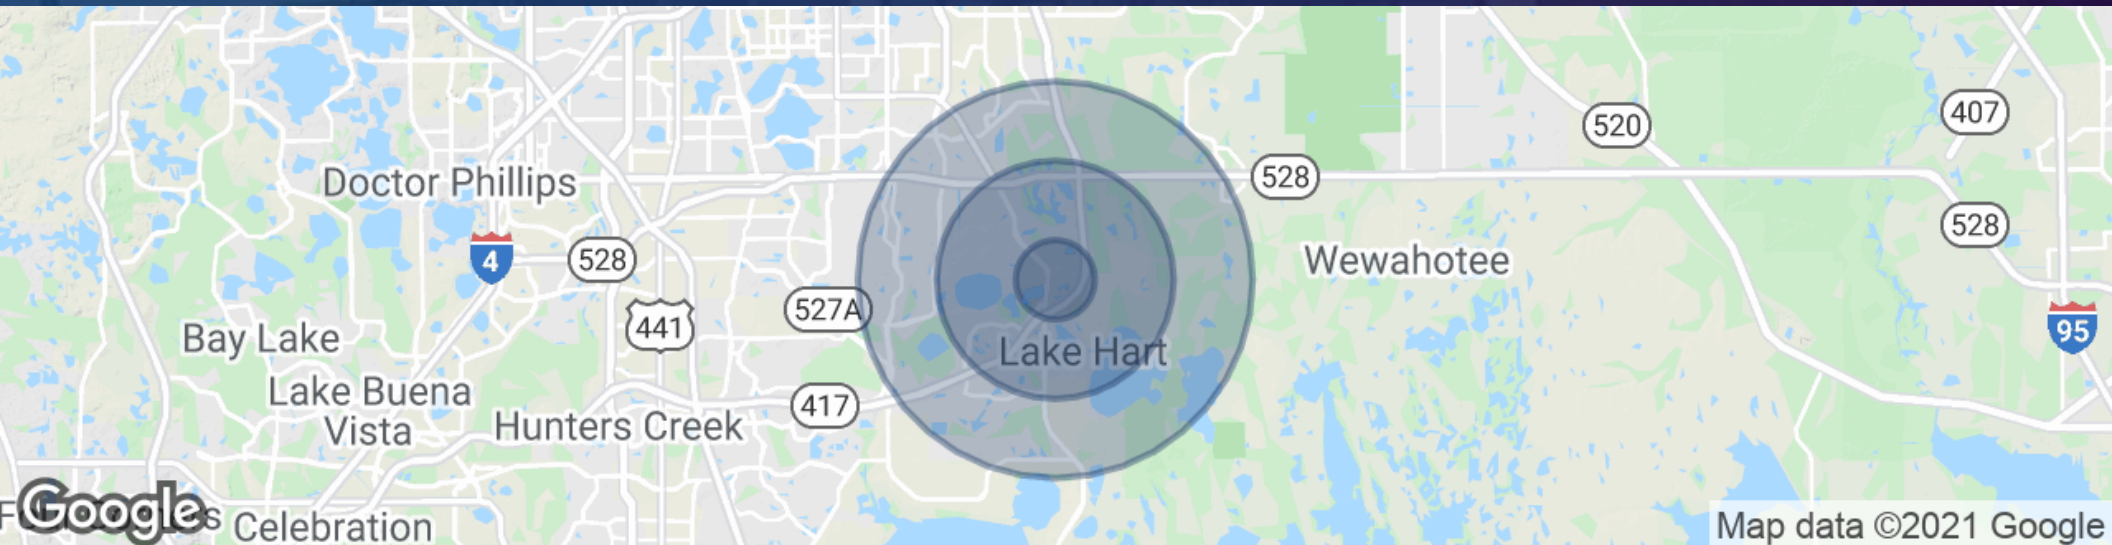 520
407
Doctor Phillips
528
528
4
528
Wewahotee
527A
441
95
Bay Lake
Lake Hart
Lake Buena
Vista
417
Hunters Creek
Google
Celebration
Map data ©2021 Google